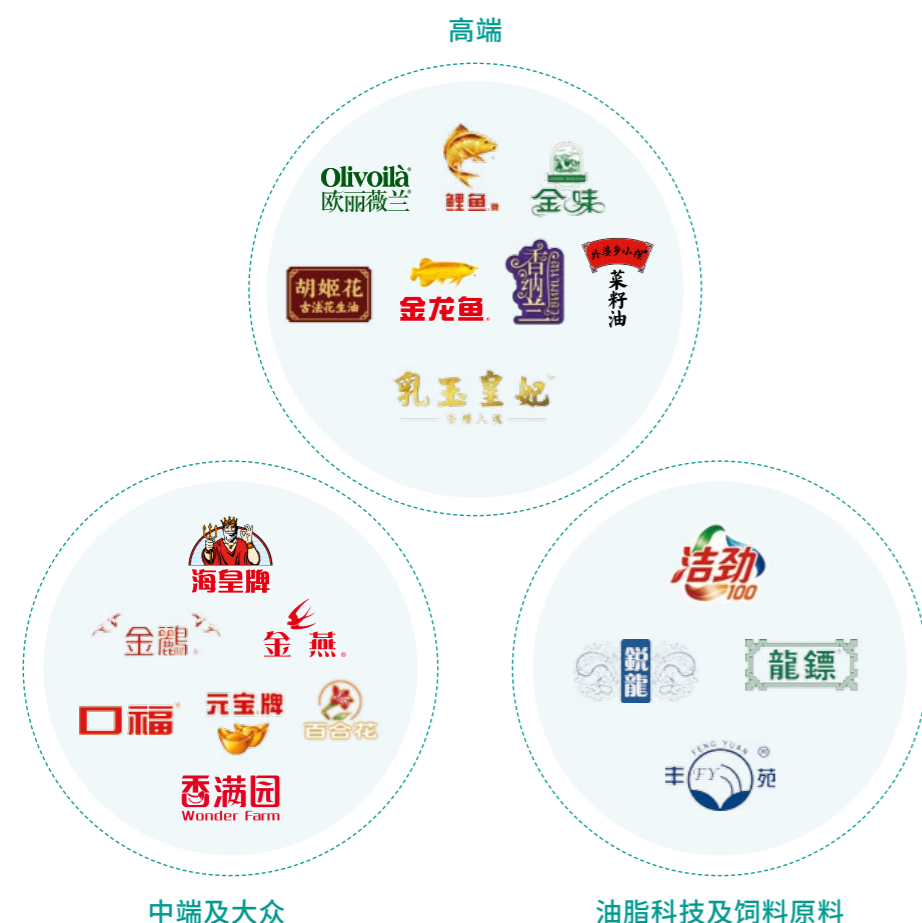 高端
Olivoilà
欧丽薇兰
鲤鱼牌
金味
胡姬花
古法花生油
金龙鱼
香纳兰
外婆乡小榨
菜籽油
乳玉皇妃
海皇牌
金鸝
金燕
口福
元宝牌
百合花
香满园
Wonder Farm
洁劲
100
鋭龍
龍鏢
FENG YUAN ®
丰 FY 苑
中端及大众
油脂科技及饲料原料